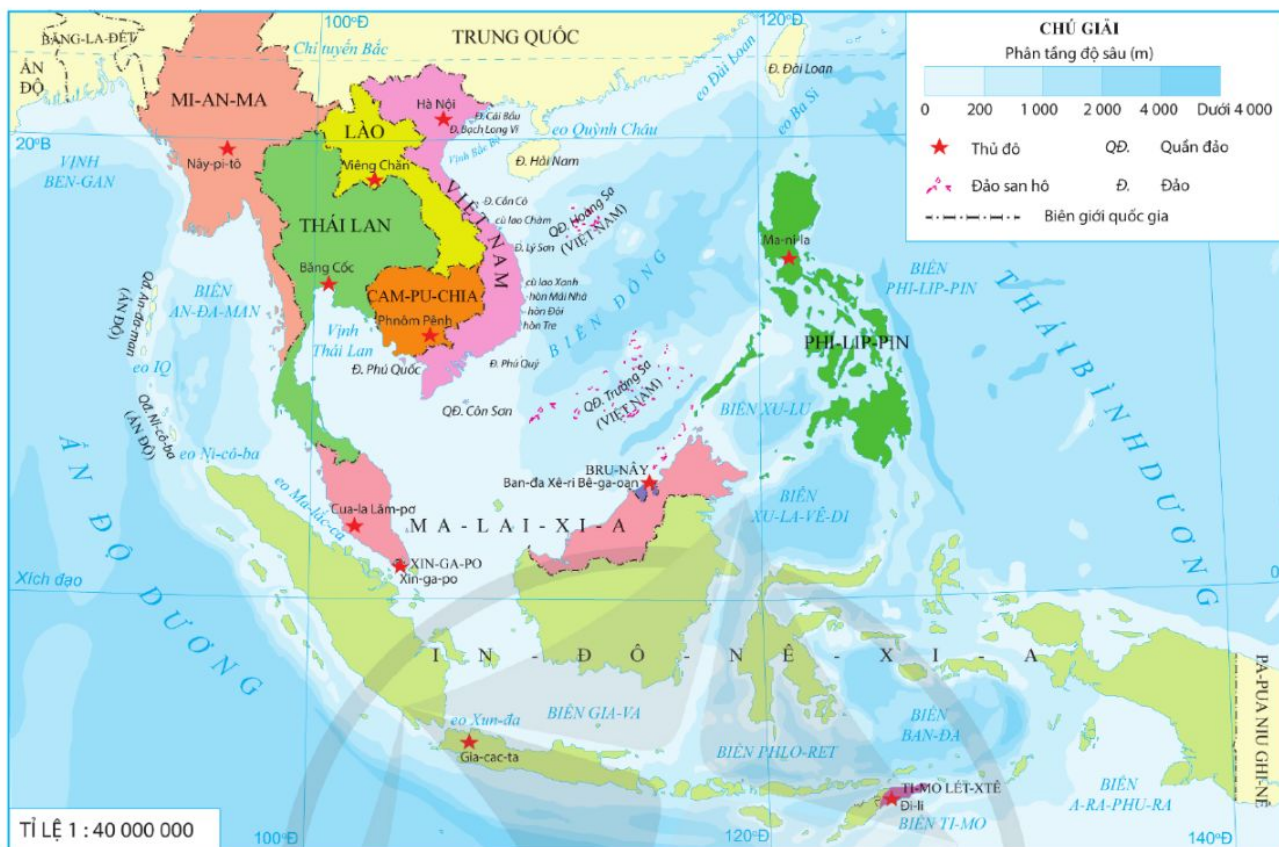 100ºĐ
120ºĐ
BĂNG-LA-ĐÉT
TRUNG QUỐC
Chí tuyến Bắc
ẤN
ĐỘ
MI-AN-MA
eo Đài Loan
Đ. Đài Loan
eo Ba Si
CHÚ GIẢI
Phân tầng độ sâu (m)
0 200 1 000 2 000 4 000 Dưới 4 000
Thủ đô
QĐ. Quần đảo
Đảo san hô
Đ. Đảo
Biên giới quốc gia
Hà Nội
Đ. Cái Bầu
Đ. Bạch Long Vĩ
Vịnh Bắc Bộ
eo Quỳnh Châu
Đ. Hải Nam
20ºB
LÀO
Nây-pi-tô
Viêng Chăn
VỊNH
BEN-GAN
VIỆT NAM
Đ. Cồn Cỏ
cù lao Chàm
Đ. Lý Sơn
QĐ. Hoàng Sa
(VIỆT NAM)
THÁI LAN
Băng Cốc
Ma-ni-la
CAM-PU-CHIA
Phnôm Pênh
cù lao Xanh
hòn Mái Nhà
hòn Đôi
hòn Tre
BIỂN ĐÔNG
BIỂN
PHI-LIP-PIN
THÁI BÌNH DƯƠNG
Qđ. An-đa-man
(ẤN ĐỘ)
BIỂN
AN-ĐA-MAN
Vịnh
Thái Lan
PHI-LIP-PIN
Đ. Phú Quốc
Đ. Phú Quý
eo IQ
QĐ. Côn Sơn
QĐ. Trường Sa
(VIỆT NAM)
BIỂN XU-LU
Qđ. Ni-cô-ba
(ẤN ĐỘ)
eo Ni-cô-ba
BRU-NÂY
Ban-đa Xê-ri Bê-ga-oan
ẤN ĐỘ DƯƠNG
eo Ma-lắc-ca
Cua-la Lăm-pơ
MA-LAI-XI-A
BIỂN
XU-LA-VÊ-DI
XIN-GA-PO
Xin-ga-po
Xích đạo
0
IN-ĐÔ-NÊ-XI-A
eo Xun-đa
BIỂN GIA-VA
BIỂN
BAN-ĐA
PA-PUA NIU GHI-NÊ
Gia-cac-ta
BIỂN PHLO-RET
TI-MO LÉT-XTÊ
Đi-li
BIỂN TI-MO
BIỂN
A-RA-PHU-RA
TỈ LỆ 1 : 40 000 000
100ºĐ
120ºĐ
140ºĐ